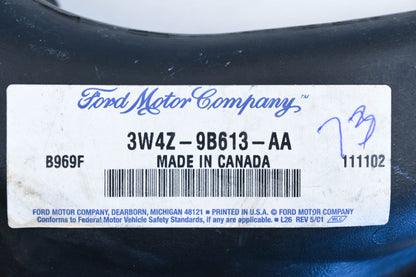 Ford Motor Company™
3W4Z-9B613-AA
73
B969F MADE IN CANADA 111102
FORD MOTOR COMPANY, DEARBORN, MICHIGAN 48121 ■ PRINTED IN U.S.A. © FORD MOTOR COMPANY
Conforms to Federal Motor Vehicle Safety Standards, if any are applicable. ■ L26 REV 5/01